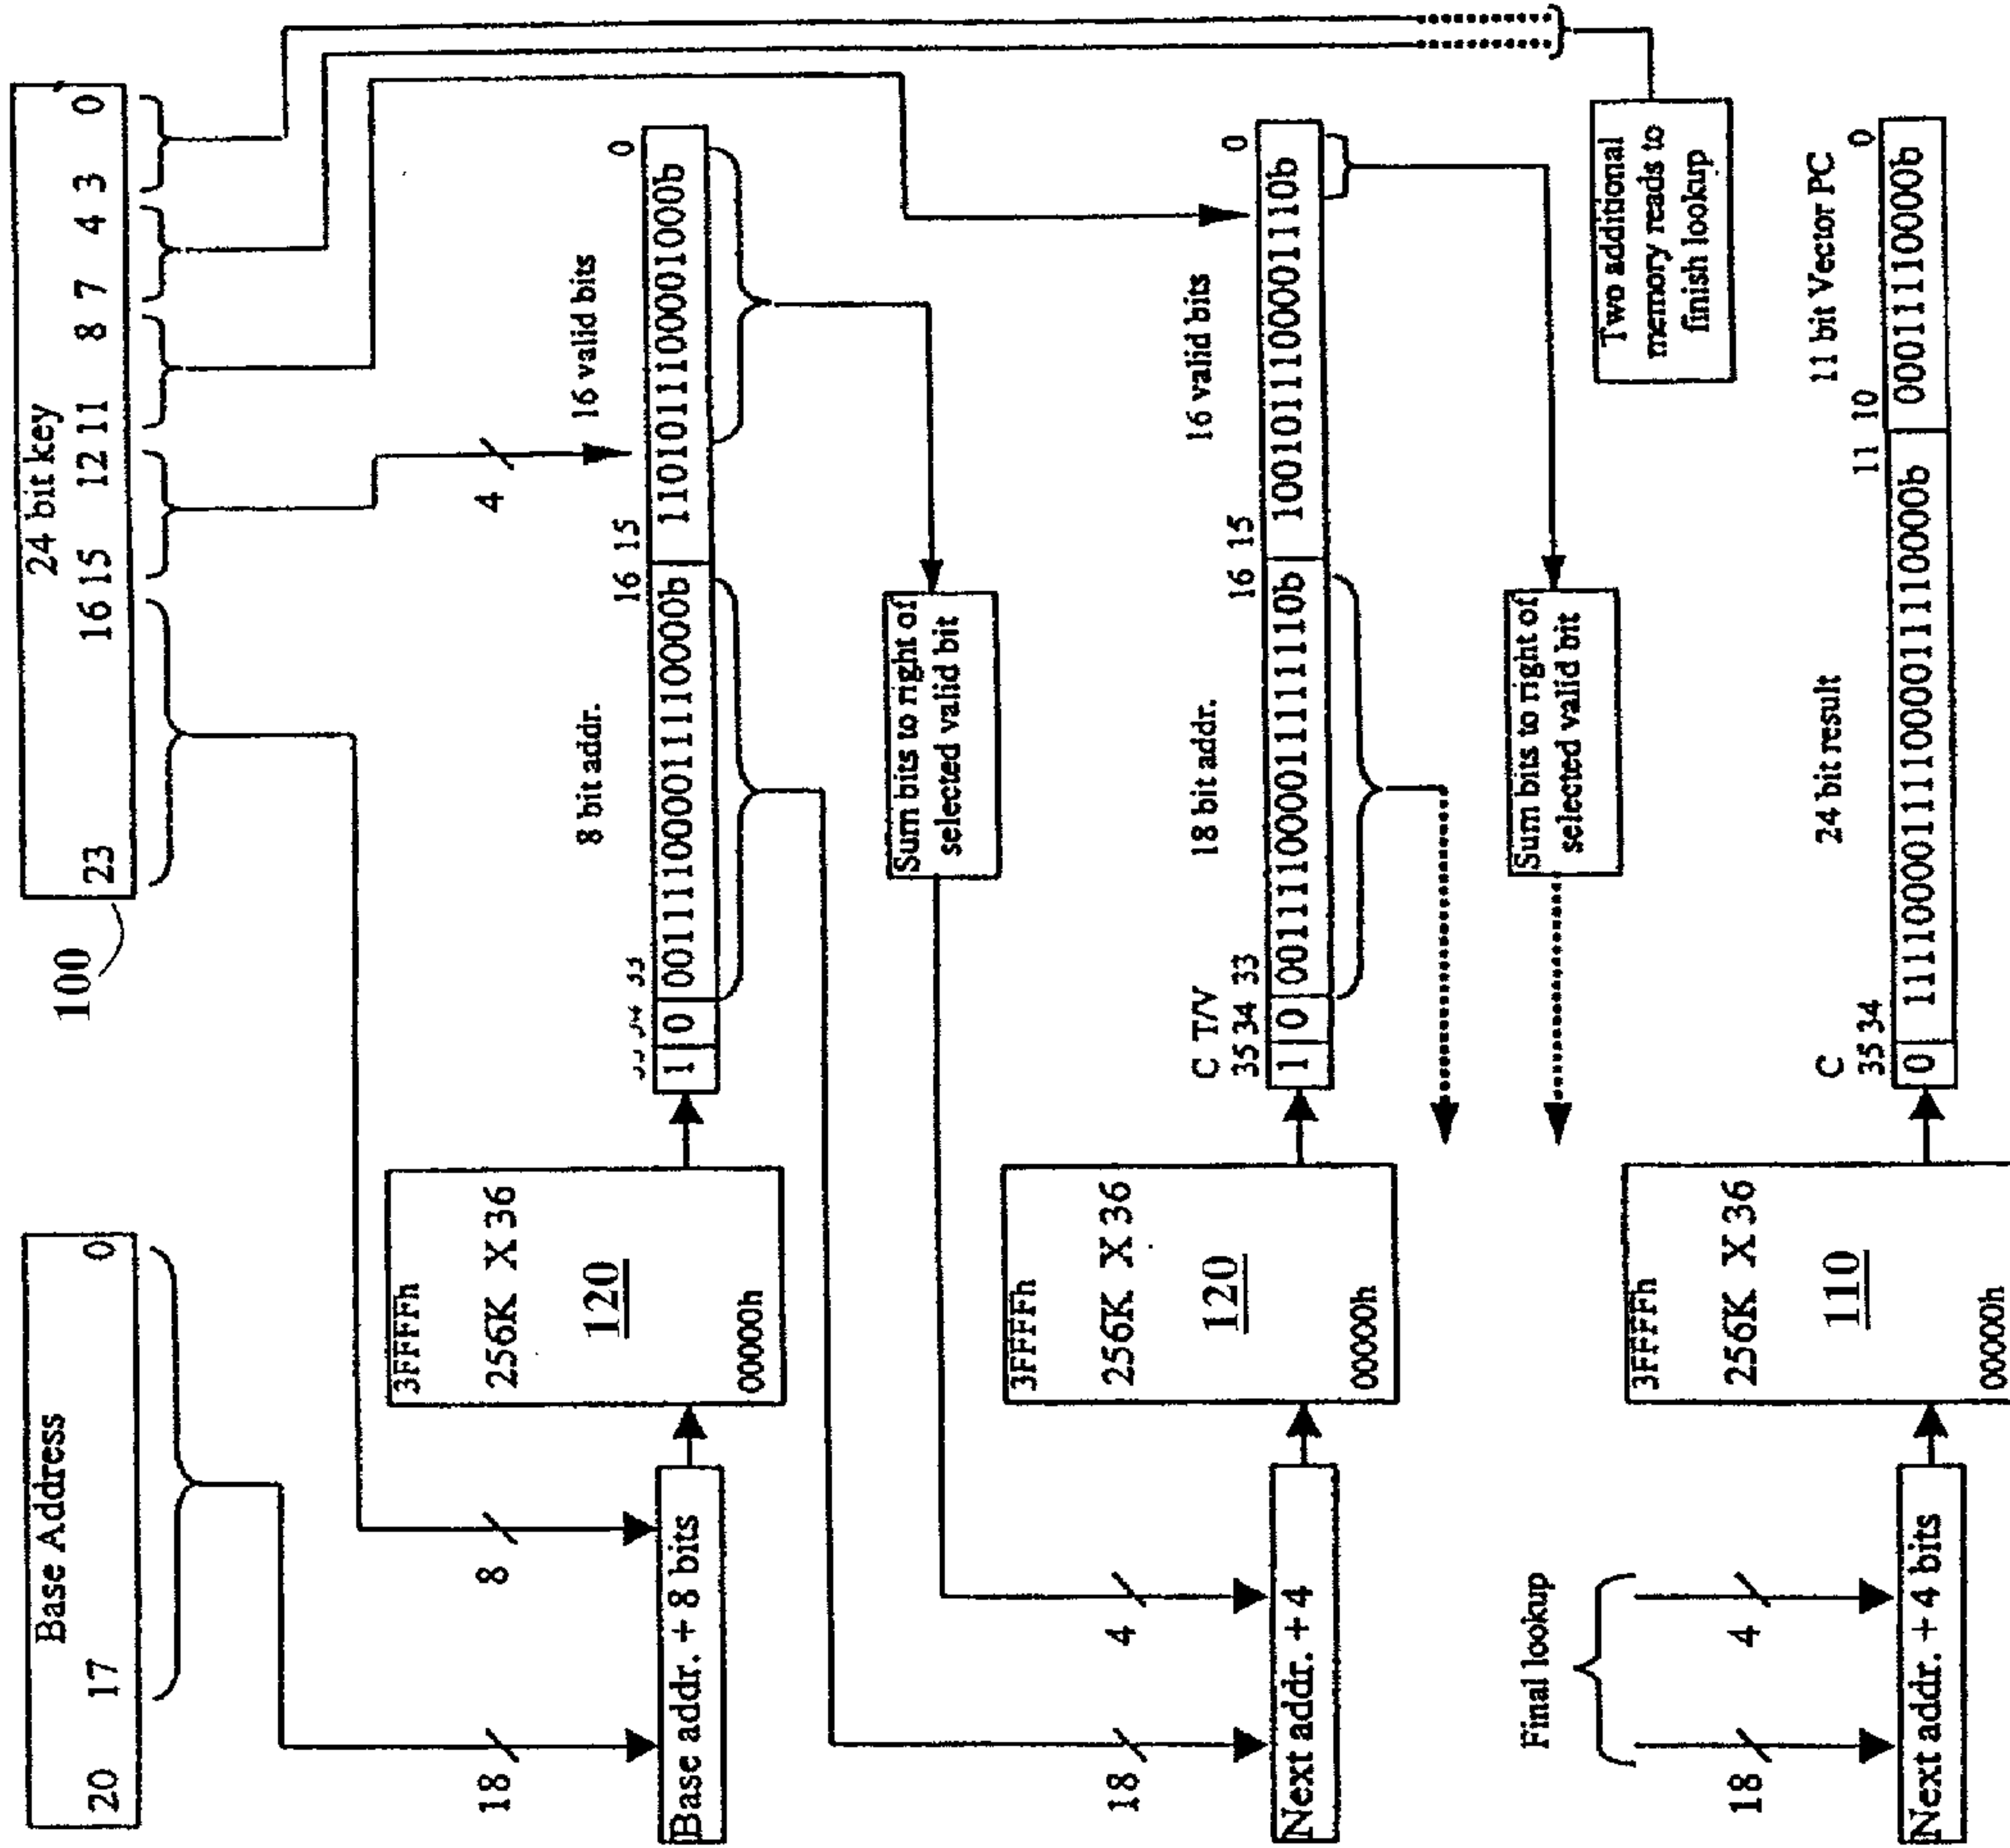 Base Address
20 17 0
24 bit key
23 16 15 12 11 8 7 4 3 0
100
18
8
4
Base addr. + 8 bits
3FFFFh
256K X 36
120
00000h
33
8 bit addr.
16 15
16 valid bits
0
1 0 001111000011110000b 1101011100001000b
Sum bits to right of
selected valid bit
18
4
Next addr. + 4
3FFFFh
256K X 36
120
00000h
C T/V
35 34 33
18 bit addr.
16 15
16 valid bits
0
1 0 001111000011111110b 1001011100001110b
Sum bits to right of
selected valid bit
Two additional
memory reads to
finish lookup
Final lookup
18
4
Next addr. + 4 bits
3FFFFh
256K X 36
110
00000h
C
35 34
24 bit result
11 10
11 bit Vector PC
0
0 111100001111000011110000b 00011110000b